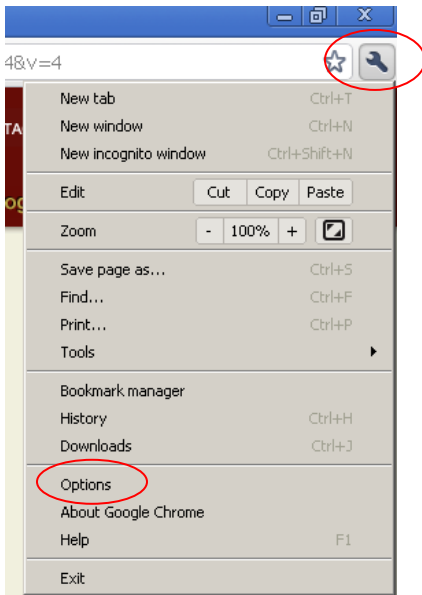 4&v=4
New tab Ctrl+T
TA
New window Ctrl+N
New incognito window Ctrl+Shift+N
Edit Cut Copy Paste
og
Zoom - 100% +
Save page as... Ctrl+S
Find... Ctrl+F
Print... Ctrl+P
Tools
Bookmark manager
History Ctrl+H
Downloads Ctrl+J
Options
About Google Chrome
Help F1
Exit